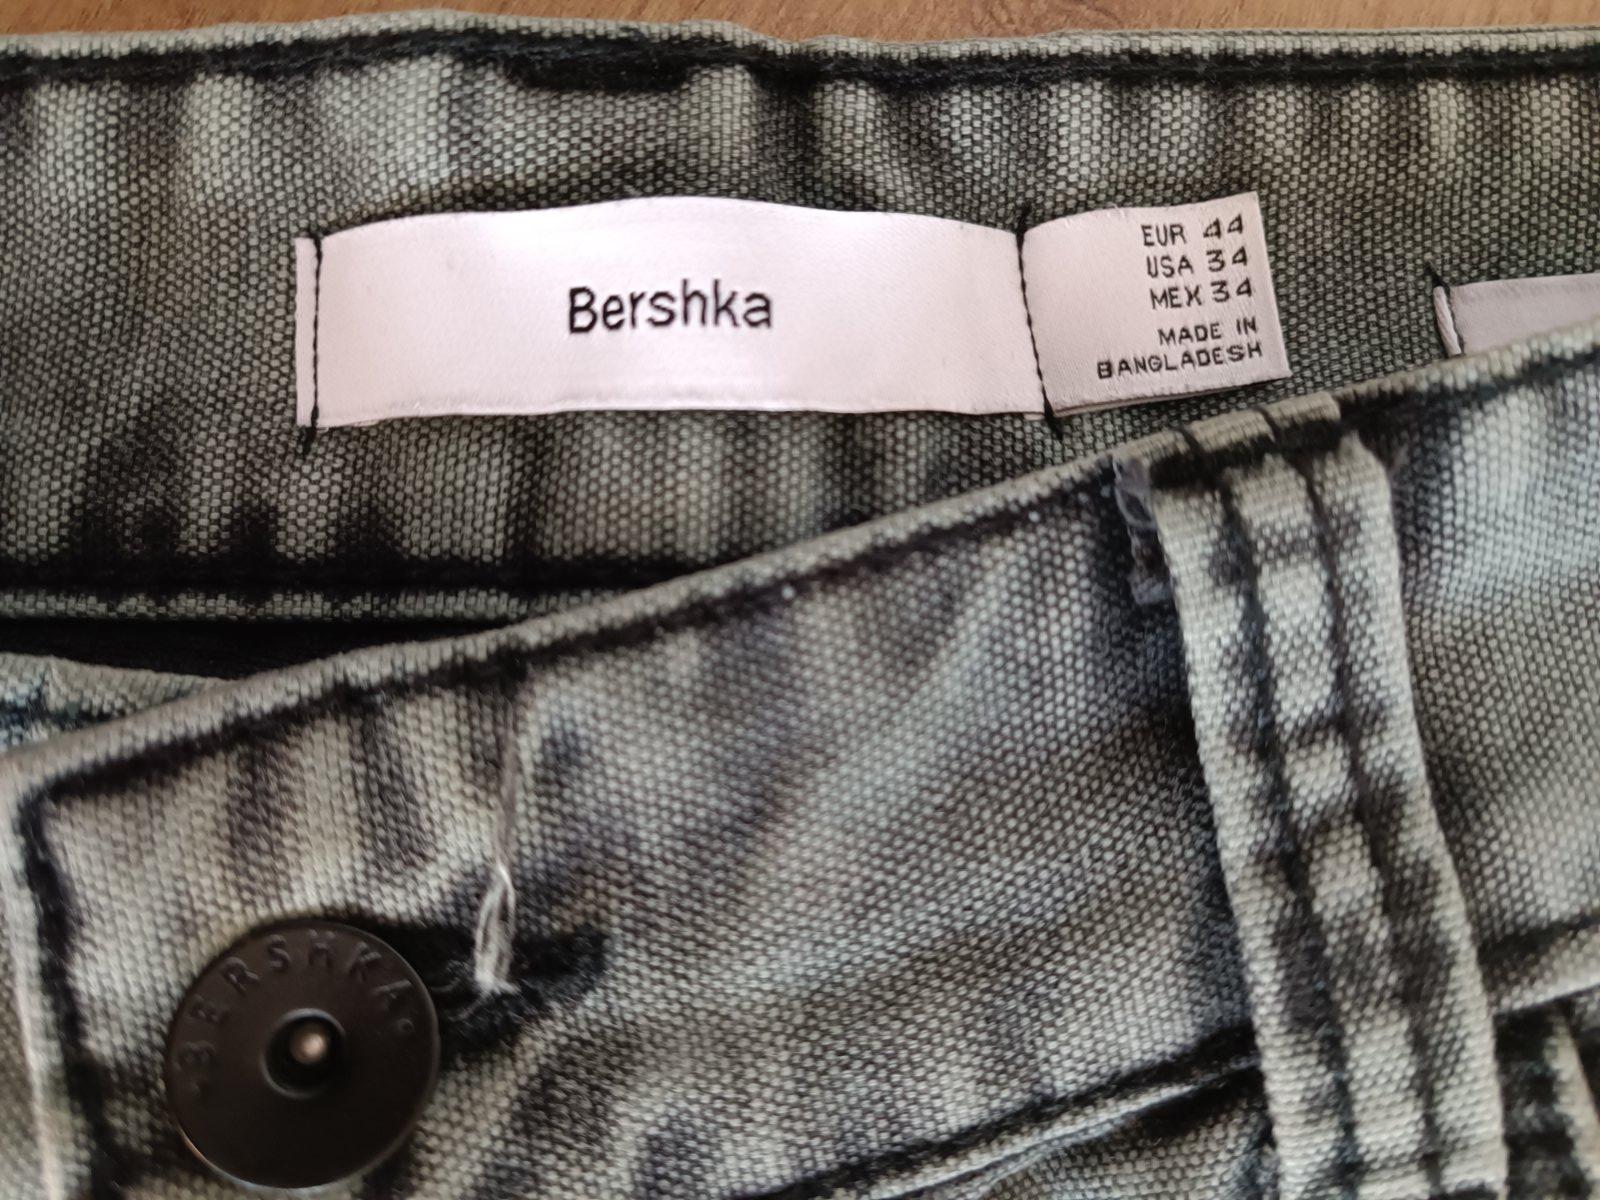 Bershka
EUR 44
USA 34
MEX 34
MADE IN
BANGLADESH
BERSHKA